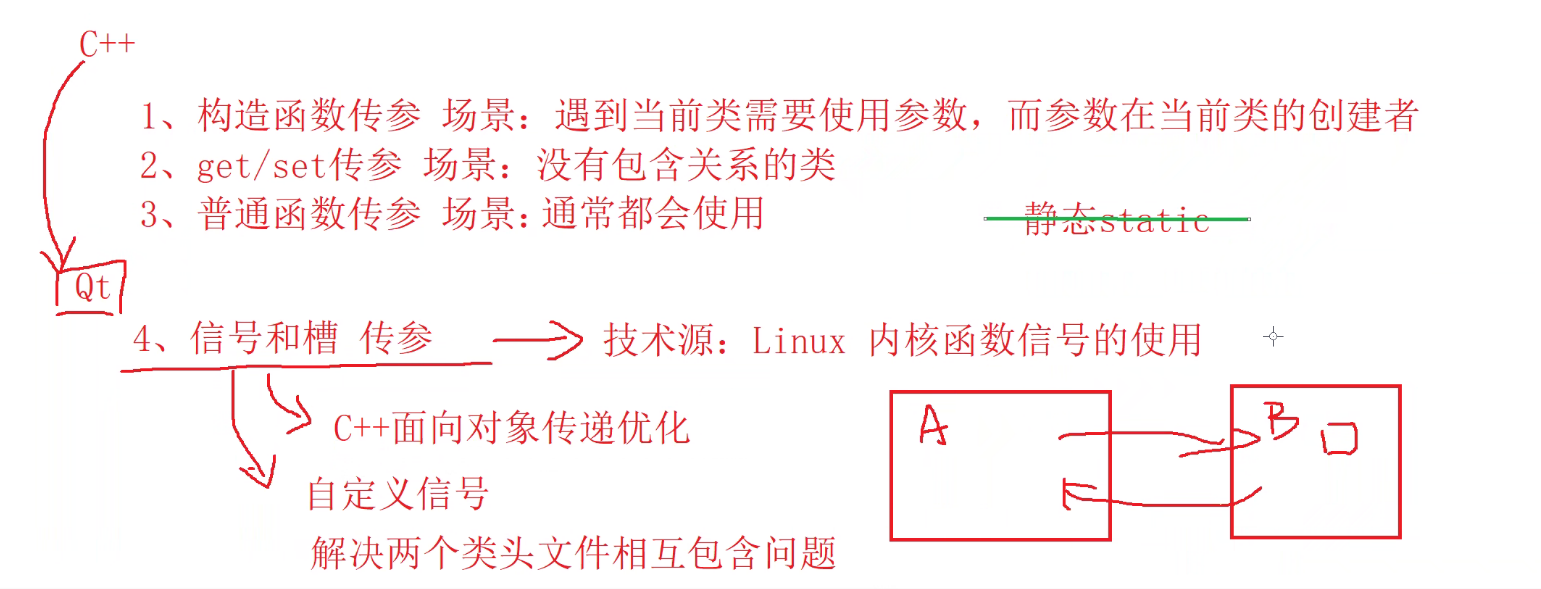 C++
1、构造函数传参 场景：遇到当前类需要使用参数，而参数在当前类的创建者
2、get/set传参 场景：没有包含关系的类
3、普通函数传参 场景：通常都会使用
静态static
Qt
4、信号和槽 传参
技术源：Linux 内核函数信号的使用
A
B
C++面向对象传递优化
自定义信号
解决两个类头文件相互包含问题